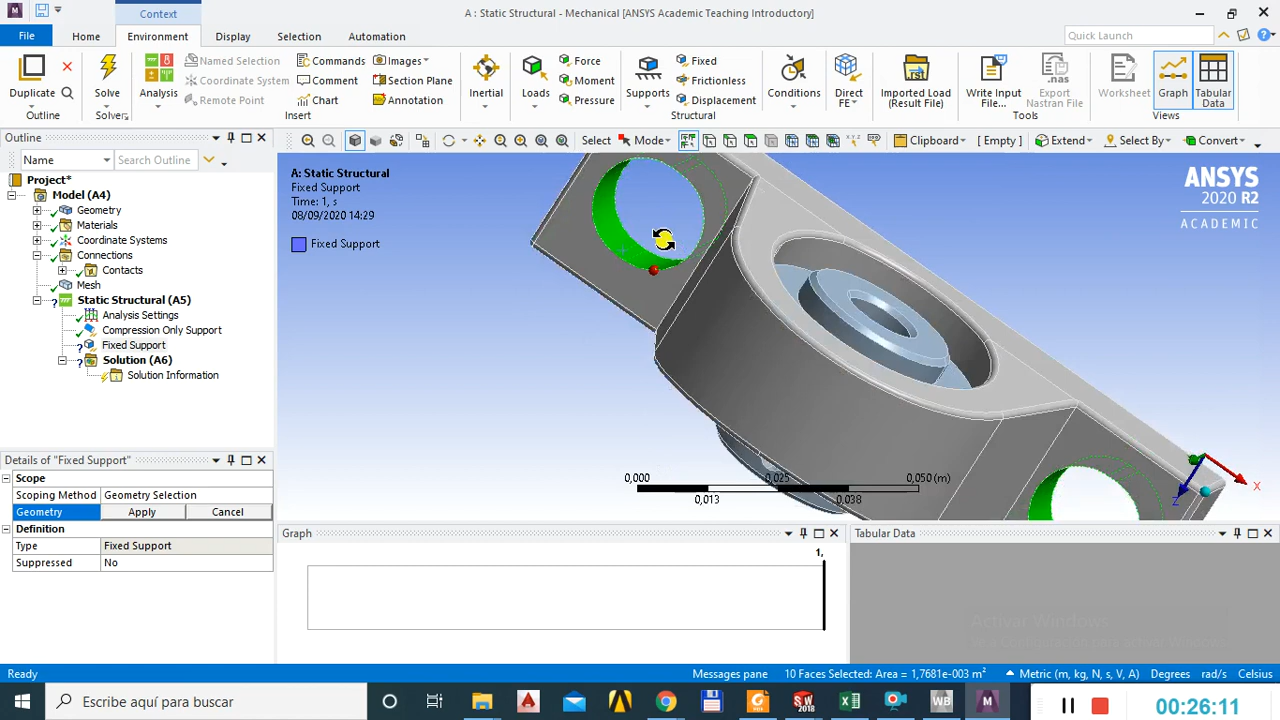 Context
A : Static Structural - Mechanical [ANSYS Academic Teaching Introductory]
File Home Environment Display Selection Automation Quick Launch
Named Selection Commands Images Force Fixed
Coordinate System Comment Section Plane Moment Frictionless
Remote Point Chart Annotation Pressure Displacement
Duplicate Solve Analysis Inertial Loads Supports Conditions Direct FE Imported Load (Result File) Write Input File... Export Nastran File Worksheet Graph Tabular Data
Outline Solver Insert Structural Tools Views
Outline
Select Mode Clipboard [ Empty ] Extend Select By Convert
Name Search Outline
Project*
Model (A4)
Geometry
Materials
Coordinate Systems
Connections
Contacts
Mesh
Static Structural (A5)
Analysis Settings
Compression Only Support
Fixed Support
Solution (A6)
Solution Information
A: Static Structural
Fixed Support
Time: 1, s
08/09/2020 14:29
Fixed Support
ANSYS
2020 R2
ACADEMIC
0,000 0,025 0,050 (m)
0,013 0,038
X
Z
Details of "Fixed Support"
Scope
Scoping Method Geometry Selection
Geometry Apply Cancel
Definition
Type Fixed Support
Suppressed No
Graph
1,
Tabular Data
Activar Windows
Ready Messages pane 10 Faces Selected: Area = 1,7681e-003 m² Metric (m, kg, N, s, V, A) Degrees rad/s Celsius
Escribe aquí para buscar
00:26:11